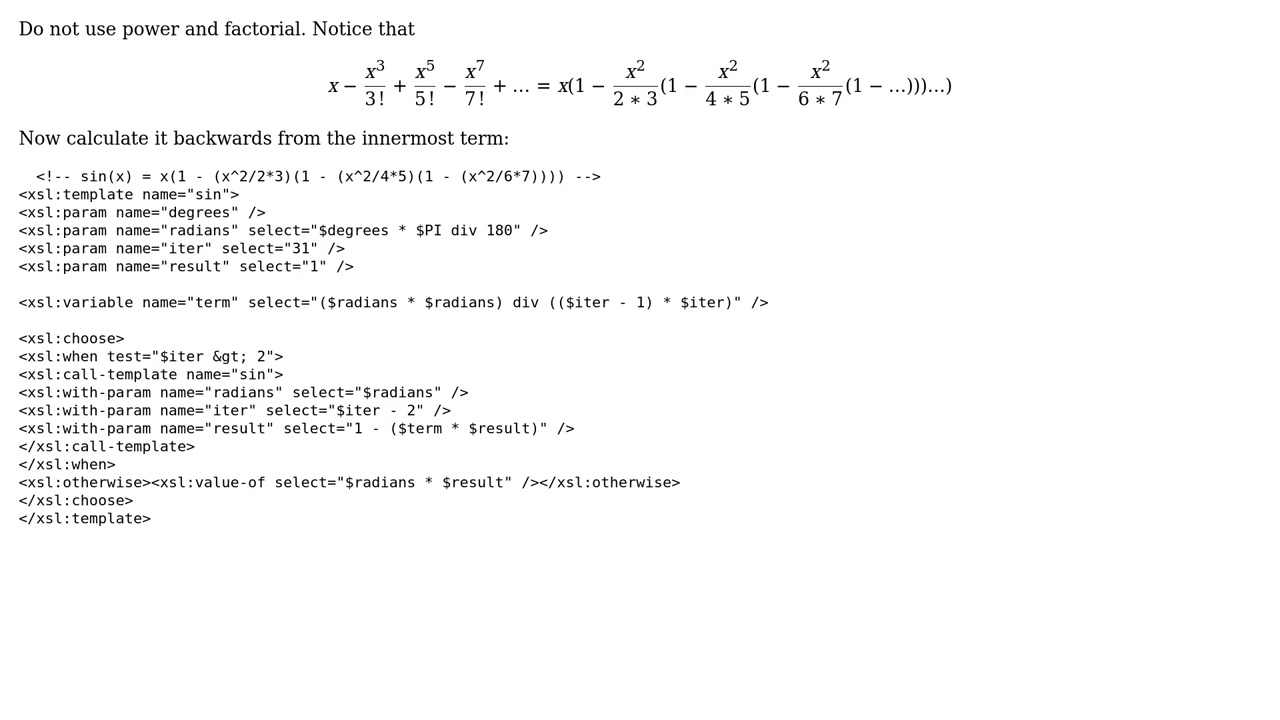 Do not use power and factorial. Notice that
x − x^3/3! + x^5/5! − x^7/7! + … = x(1 − x^2/2∗3(1 − x^2/4∗5(1 − x^2/6∗7(1 − …)))…)
Now calculate it backwards from the innermost term:
<!-- sin(x) = x(1 - (x^2/2*3)(1 - (x^2/4*5)(1 - (x^2/6*7)))) -->
<xsl:template name="sin">
<xsl:param name="degrees" />
<xsl:param name="radians" select="$degrees * $PI div 180" />
<xsl:param name="iter" select="31" />
<xsl:param name="result" select="1" />
<xsl:variable name="term" select="($radians * $radians) div (($iter - 1) * $iter)" />
<xsl:choose>
<xsl:when test="$iter &gt; 2">
<xsl:call-template name="sin">
<xsl:with-param name="radians" select="$radians" />
<xsl:with-param name="iter" select="$iter - 2" />
<xsl:with-param name="result" select="1 - ($term * $result)" />
</xsl:call-template>
</xsl:when>
<xsl:otherwise><xsl:value-of select="$radians * $result" /></xsl:otherwise>
</xsl:choose>
</xsl:template>